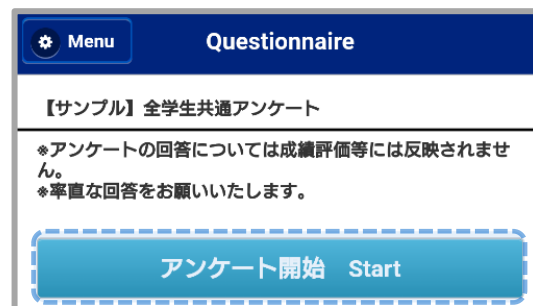 Menu
Questionnaire
【サンプル】全学生共通アンケート
※アンケートの回答については成績評価等には反映されませ
ん。
※率直な回答をお願いいたします。
アンケート開始 Start